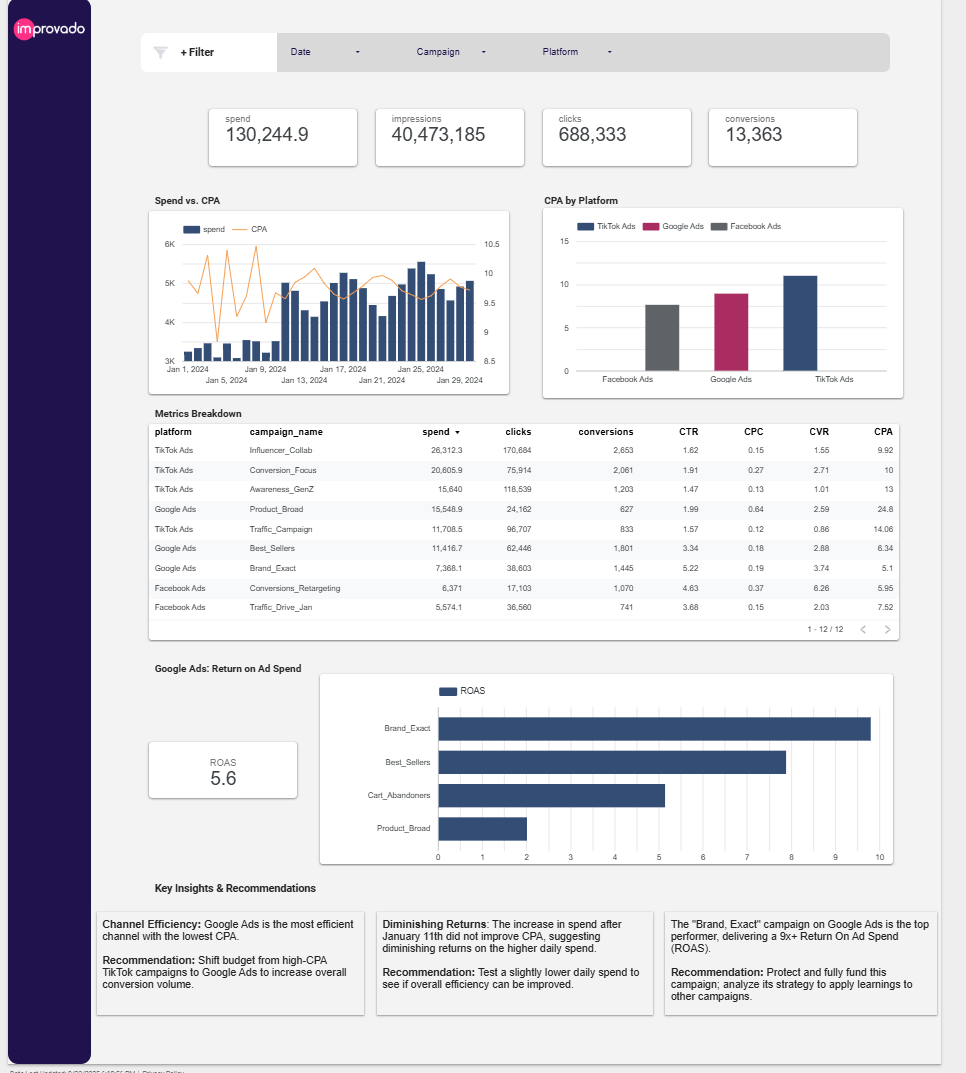 improvado
+ Filter
Date
Campaign
Platform
spend
130,244.9
impressions
40,473,185
clicks
688,333
conversions
13,363
Spend vs. CPA
spend CPA
6K
5K
4K
3K
10.5
10
9.5
9
8.5
Jan 1, 2024
Jan 5, 2024
Jan 9, 2024
Jan 13, 2024
Jan 17, 2024
Jan 21, 2024
Jan 25, 2024
Jan 29, 2024
CPA by Platform
TikTok Ads Google Ads Facebook Ads
15
10
5
0
Facebook Ads Google Ads TikTok Ads
Metrics Breakdown
platform campaign_name spend clicks conversions CTR CPC CVR CPA
TikTok Ads Influencer_Collab 26,312.3 170,684 2,653 1.62 0.15 1.55 9.92
TikTok Ads Conversion_Focus 20,605.9 75,914 2,061 1.91 0.27 2.71 10
TikTok Ads Awareness_GenZ 15,640 118,539 1,203 1.47 0.13 1.01 13
Google Ads Product_Broad 15,548.9 24,162 627 1.99 0.64 2.59 24.8
TikTok Ads Traffic_Campaign 11,708.5 96,707 833 1.57 0.12 0.86 14.06
Google Ads Best_Sellers 11,416.7 62,446 1,801 3.34 0.18 2.88 6.34
Google Ads Brand_Exact 7,368.1 38,603 1,445 5.22 0.19 3.74 5.1
Facebook Ads Conversions_Retargeting 6,371 17,103 1,070 4.63 0.37 6.26 5.95
Facebook Ads Traffic_Drive_Jan 5,574.1 36,560 741 3.68 0.15 2.03 7.52
1 - 12 / 12 < >
Google Ads: Return on Ad Spend
ROAS
5.6
ROAS
Brand_Exact
Best_Sellers
Cart_Abandoners
Product_Broad
0 1 2 3 4 5 6 7 8 9 10
Key Insights & Recommendations
Channel Efficiency: Google Ads is the most efficient
channel with the lowest CPA.
Recommendation: Shift budget from high-CPA
TikTok campaigns to Google Ads to increase overall
conversion volume.
Diminishing Returns: The increase in spend after
January 11th did not improve CPA, suggesting
diminishing returns on the higher daily spend.
Recommendation: Test a slightly lower daily spend to
see if overall efficiency can be improved.
The "Brand, Exact" campaign on Google Ads is the top
performer, delivering a 9x+ Return On Ad Spend
(ROAS).
Recommendation: Protect and fully fund this
campaign; analyze its strategy to apply learnings to
other campaigns.